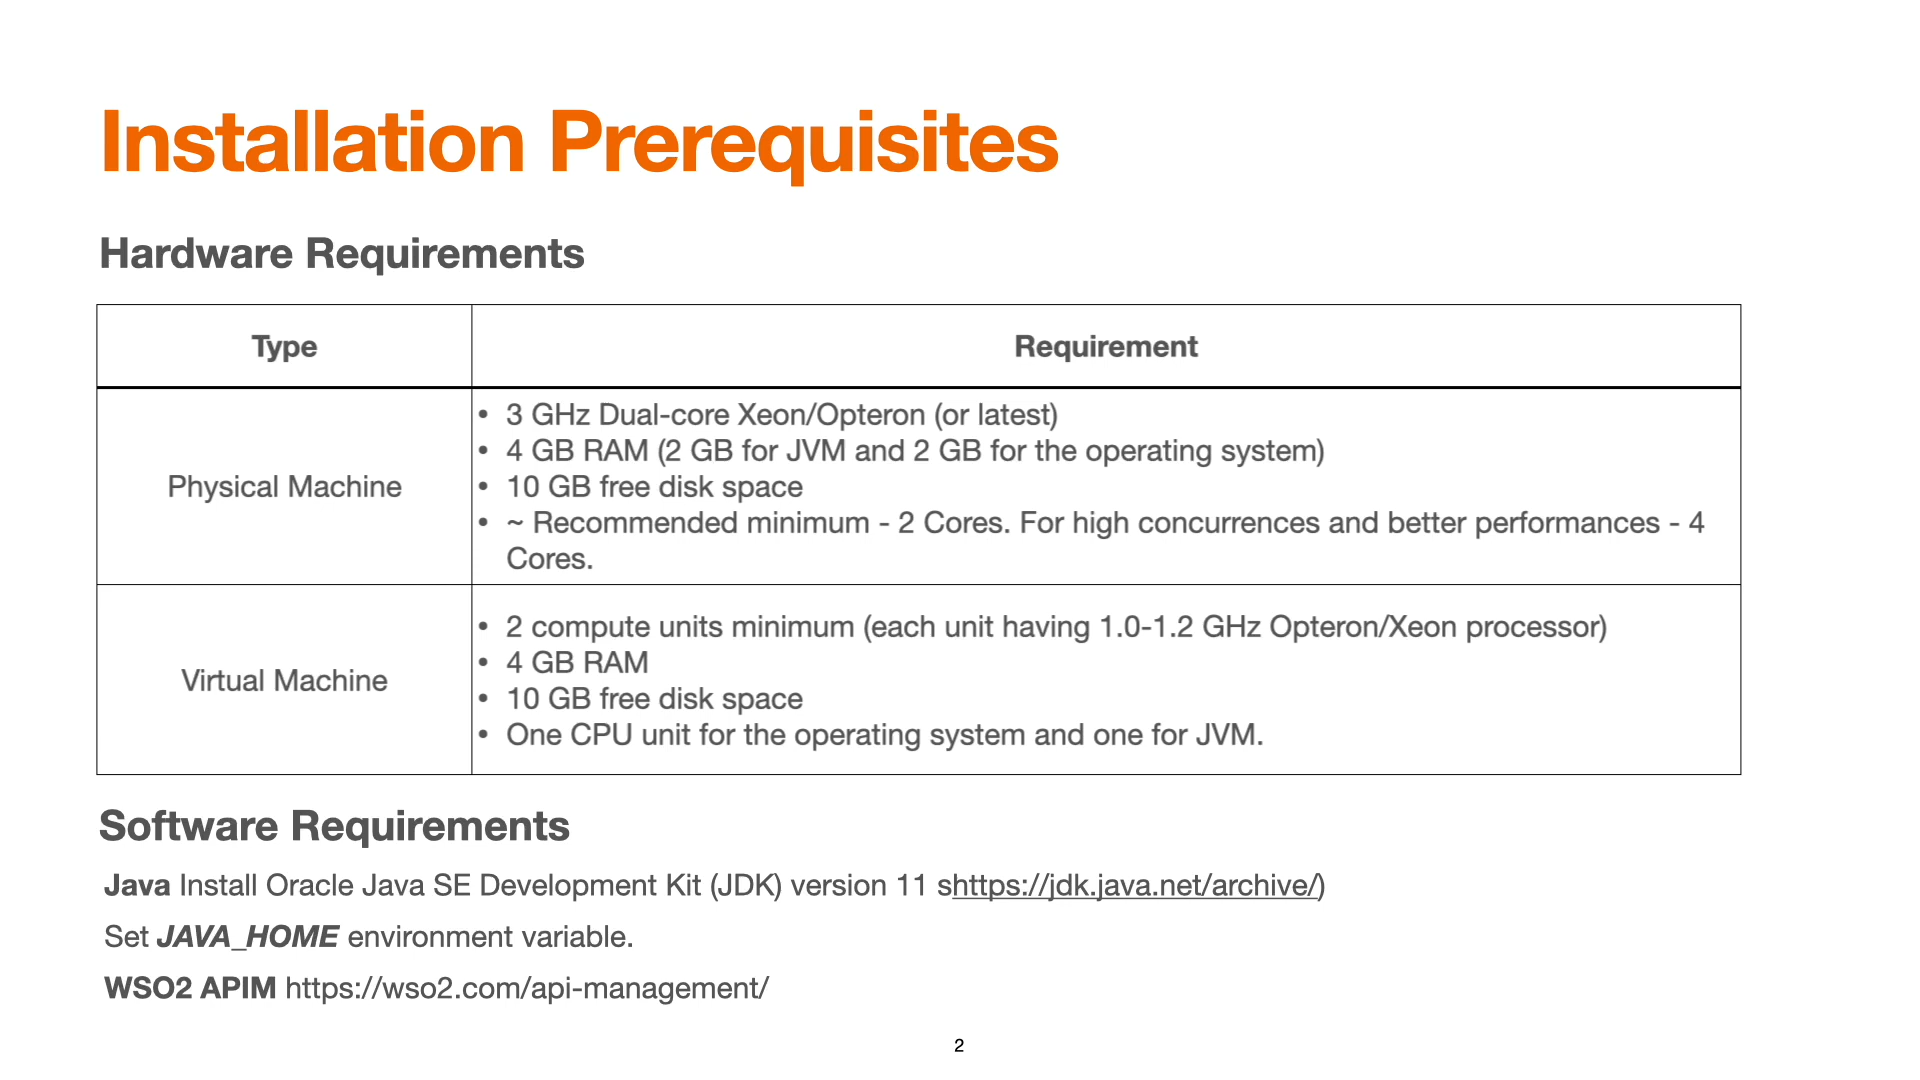 Installation Prerequisites
Hardware Requirements
Type
Requirement
Physical Machine
• 3 GHz Dual-core Xeon/Opteron (or latest)
• 4 GB RAM (2 GB for JVM and 2 GB for the operating system)
• 10 GB free disk space
• ~ Recommended minimum - 2 Cores. For high concurrences and better performances - 4
Cores.
Virtual Machine
• 2 compute units minimum (each unit having 1.0-1.2 GHz Opteron/Xeon processor)
• 4 GB RAM
• 10 GB free disk space
• One CPU unit for the operating system and one for JVM.
Software Requirements
Java Install Oracle Java SE Development Kit (JDK) version 11 shttps://jdk.java.net/archive/)
Set JAVA_HOME environment variable.
WSO2 APIM https://wso2.com/api-management/
2